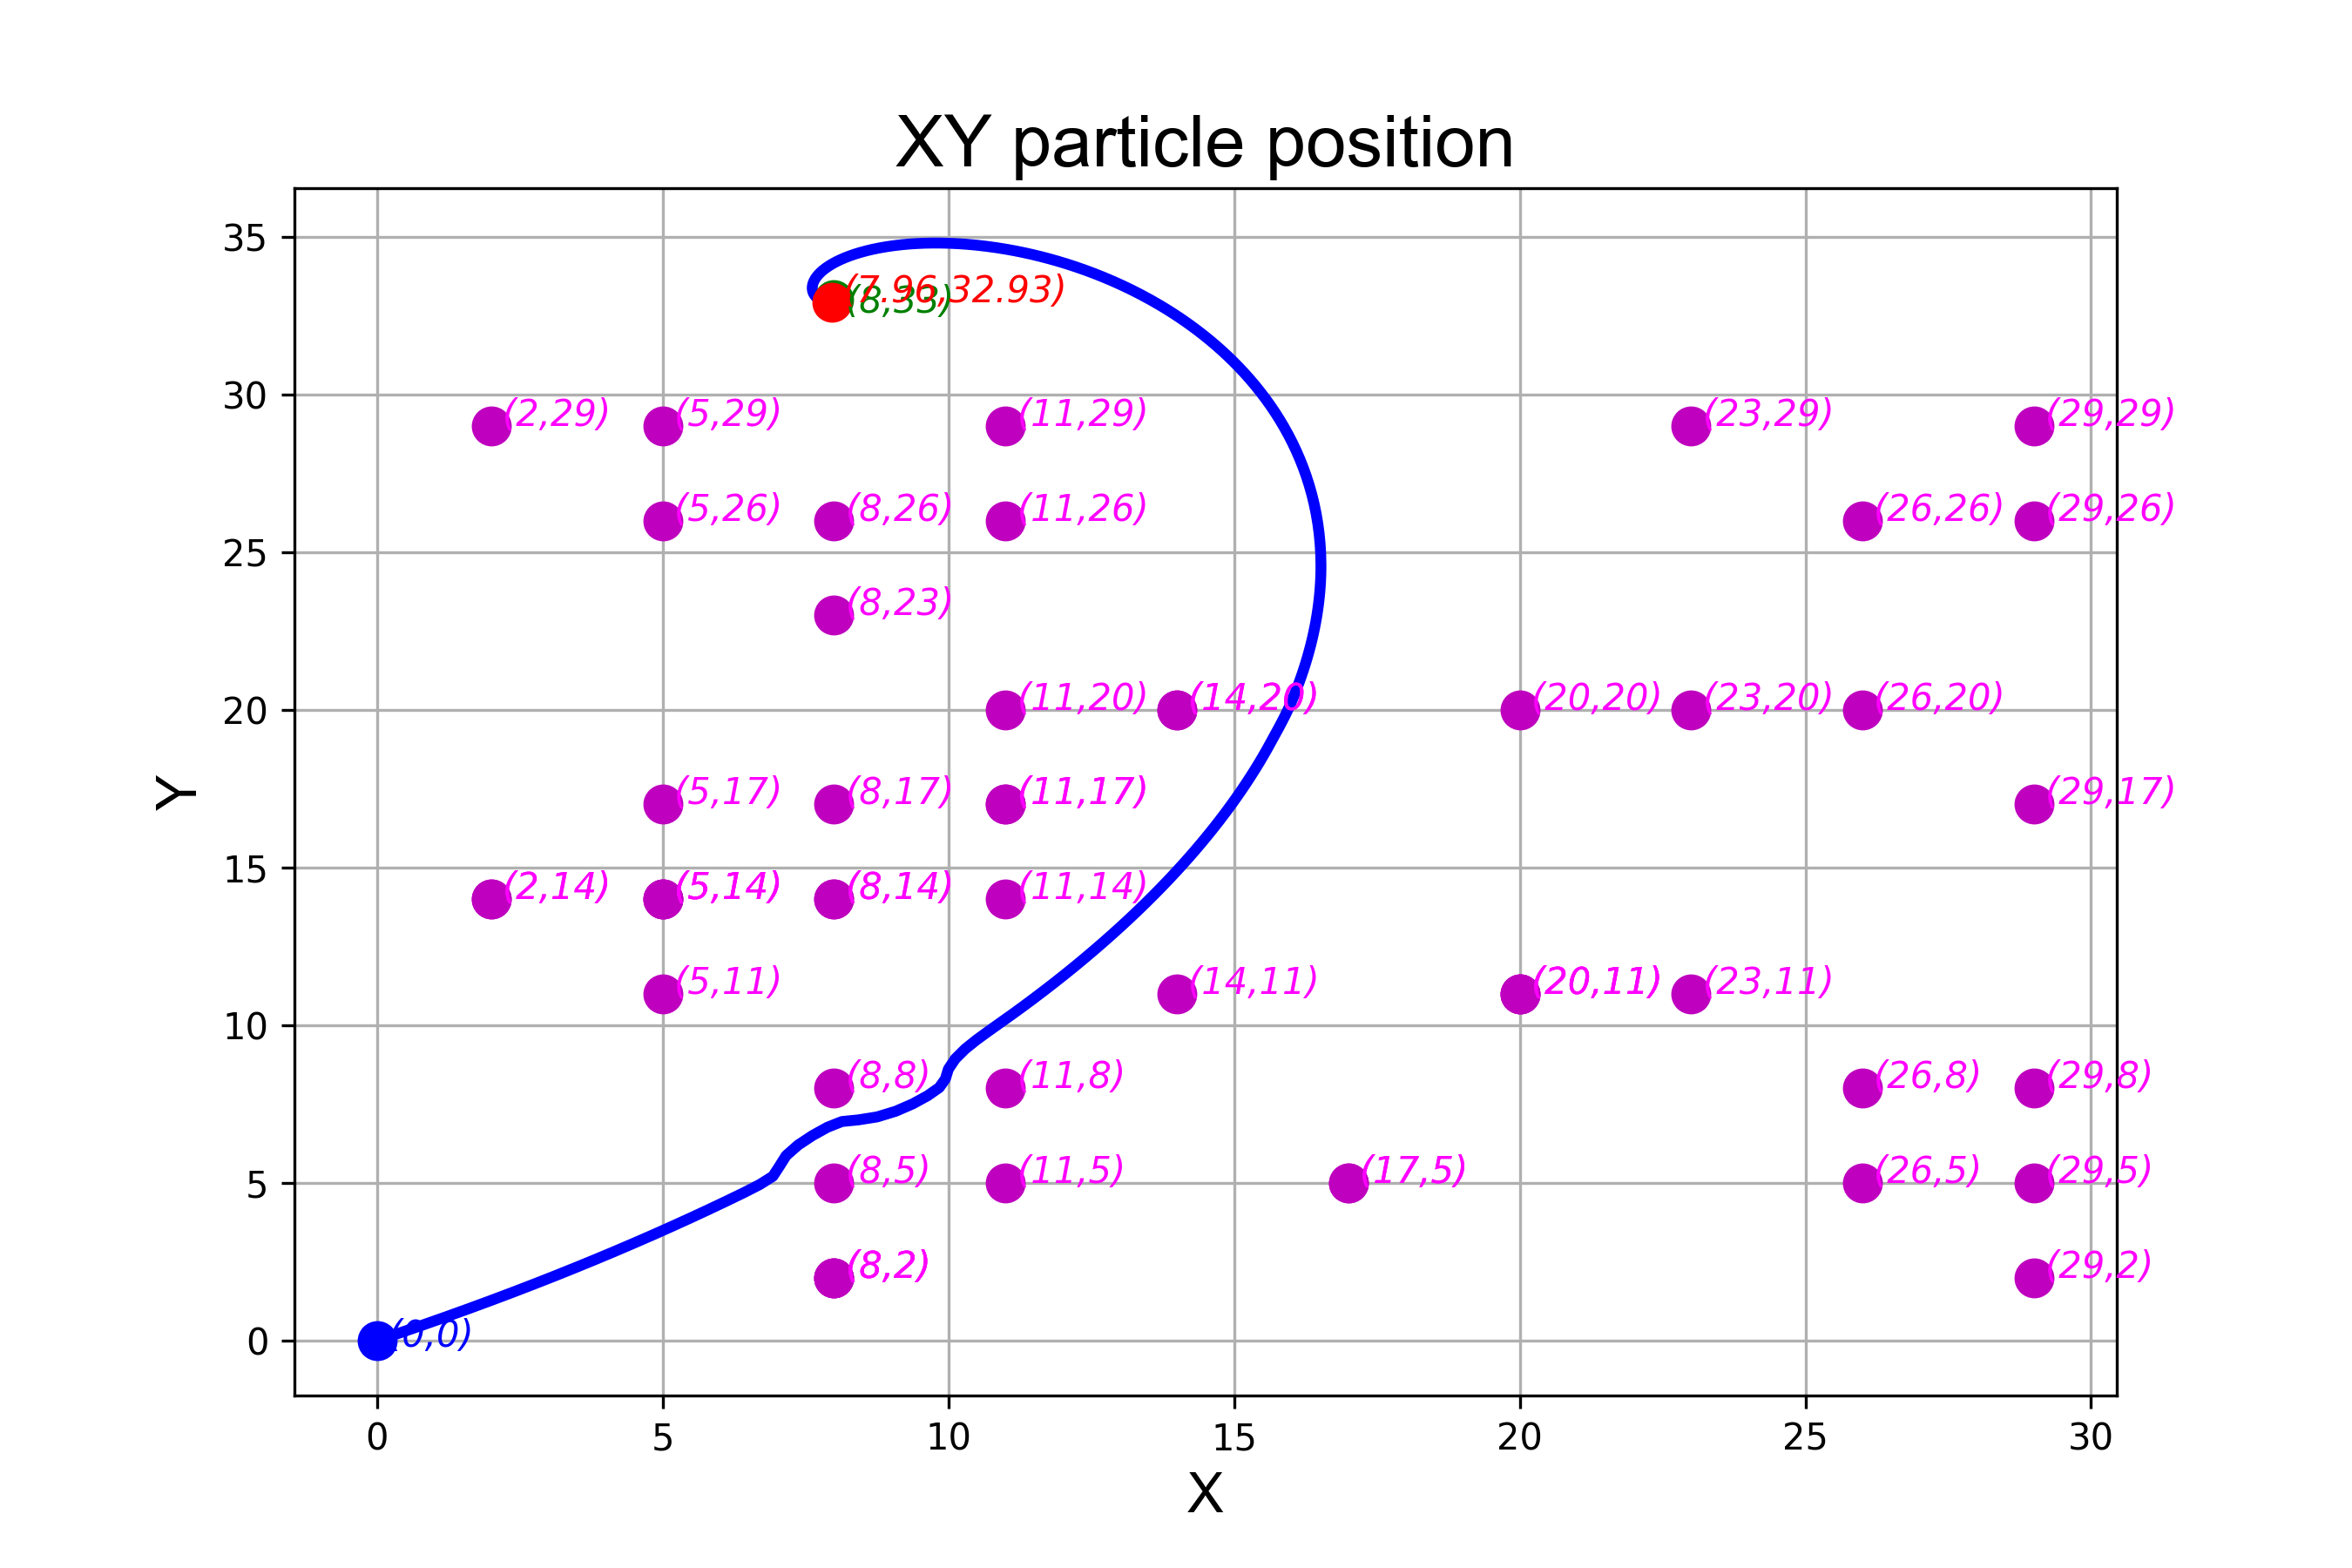 XY particle position
35
(7.96,32.93)
(8,33)
30
(2,29) (5,29) (11,29) (23,29) (29,29)
(5,26) (8,26) (11,26) (26,26) (29,26)
25
(8,23)
20
(11,20) (14,20) (20,20) (23,20) (26,20)
Y
(5,17) (8,17) (11,17) (29,17)
15
(2,14) (5,14) (8,14) (11,14)
(5,11) (14,11) (20,11) (23,11)
10
(8,8) (11,8) (26,8) (29,8)
5
(8,5) (11,5) (17,5) (26,5) (29,5)
(8,2) (29,2)
0
(0,0)
0 5 10 15 20 25 30
X